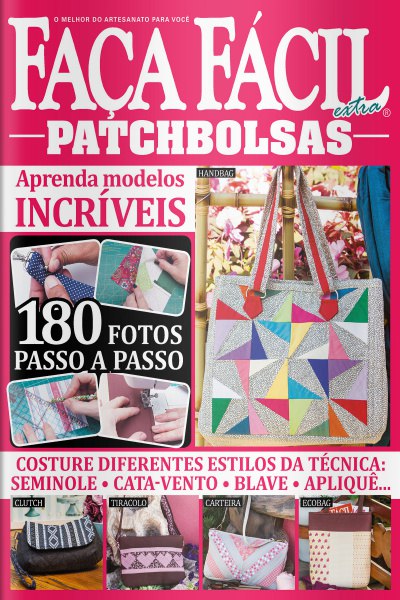 O MELHOR DO ARTESANATO PARA VOCÊ
FAÇA FÁCIL
extra®
PATCHBOLSAS
Aprenda modelos
INCRÍVEIS
HANDBAG
180 FOTOS
PASSO A PASSO
COSTURE DIFERENTES ESTILOS DA TÉCNICA:
SEMINOLE • CATA-VENTO • BLAVE • APLIQUÊ...
CLUTCH
TIRACOLO
CARTEIRA
ECOBAG